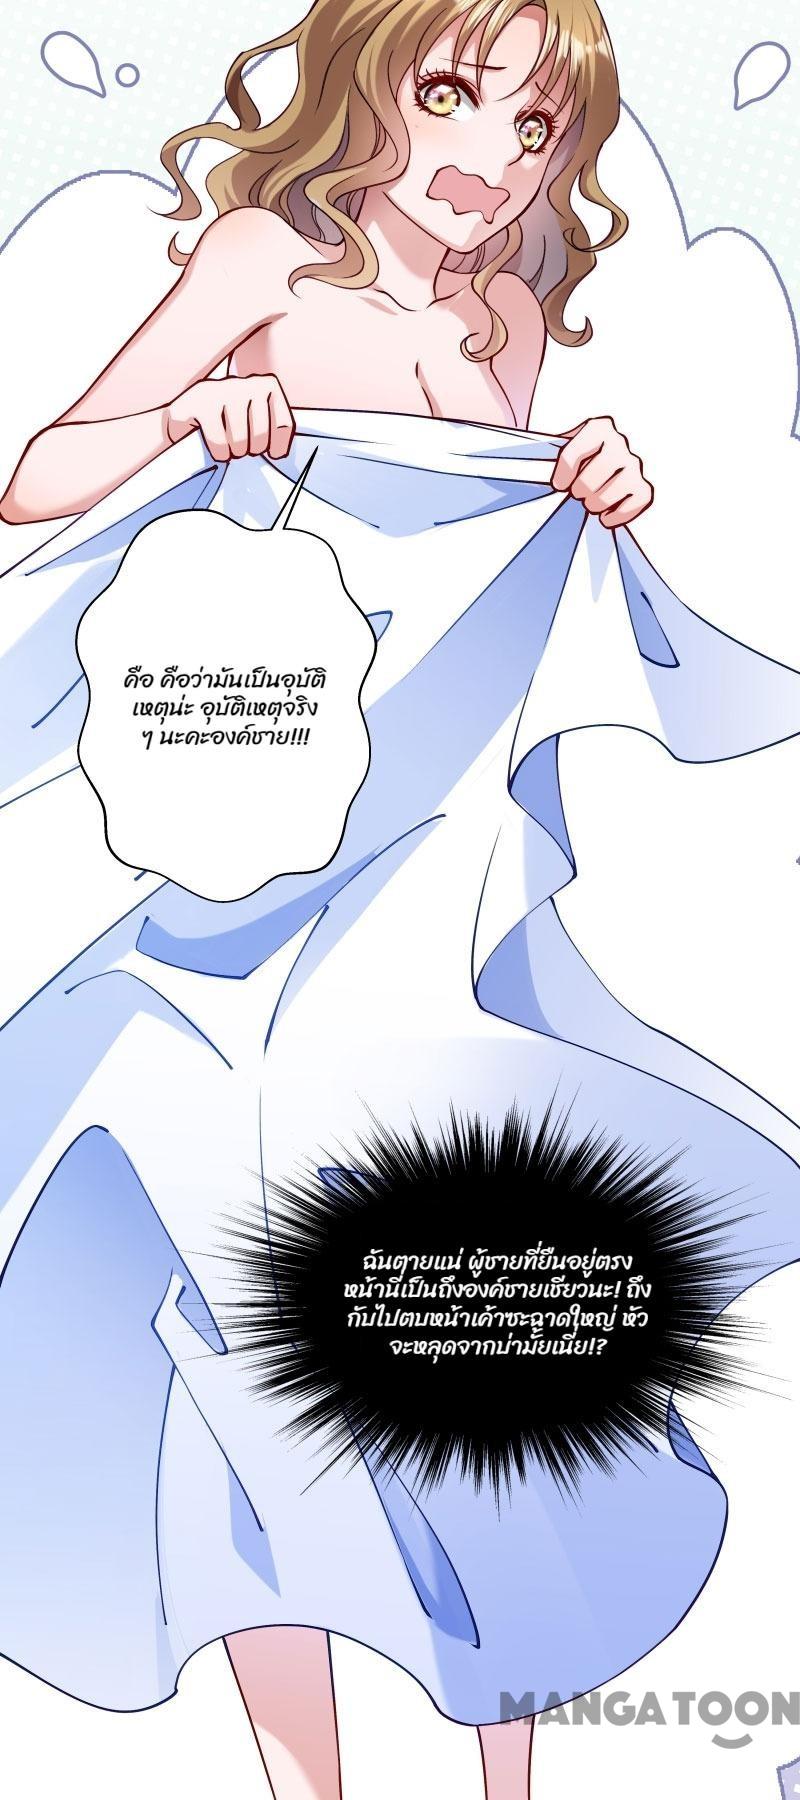 คือ คือว่ามันเป็นอุบัติ
เหตุน่ะ อุบัติเหตุจริง
ๆ นะคะองค์ชาย!!!
ฉันตายแน่ ผู้ชายที่ยืนอยู่ตรง
หน้านี่เป็นถึงองค์ชายเชียวนะ! ถึง
กับไปตบหน้าเค้าซะฉาดใหญ่ หัว
จะหลุดจากบ่ามั้ยเนี่ย!?
MANGATOON